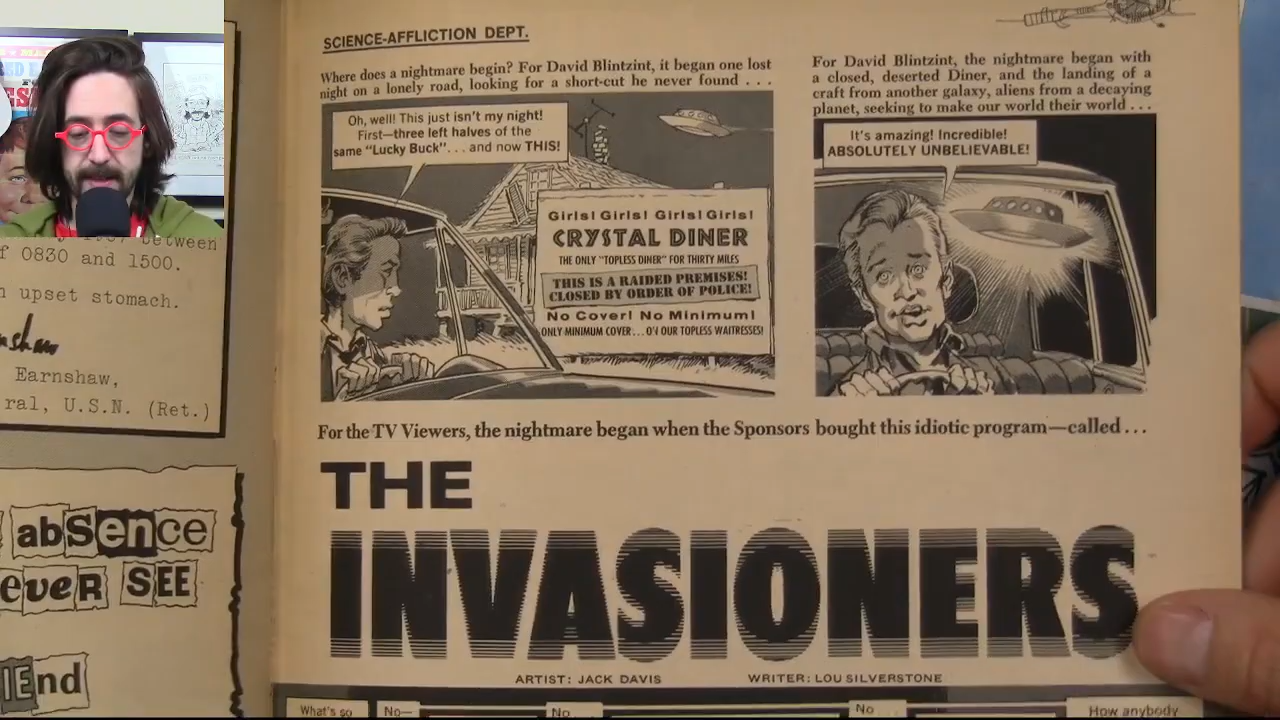 between
of 0830 and 1500.
upset stomach.
Earnshaw,
ral, U.S.N. (Ret.)
absence
ever SEE
IEnd
SCIENCE-AFFLICTION DEPT.
Where does a nightmare begin? For David Blintzint, it began one lost
night on a lonely road, looking for a short-cut he never found . . .
Oh, well! This just isn't my night!
First—three left halves of the
same "Lucky Buck" . . . and now THIS!
Girls! Girls! Girls! Girls!
CRYSTAL DINER
THE ONLY "TOPLESS DINER" FOR THIRTY MILES
THIS IS A RAIDED PREMISES!
CLOSED BY ORDER OF POLICE!
No Cover! No Minimum!
ONLY MINIMUM COVER . . . ON OUR TOPLESS WAITRESSES!
For David Blintzint, the nightmare began with
a closed, deserted Diner, and the landing of a
craft from another galaxy, aliens from a decaying
planet, seeking to make our world their world . . .
It's amazing! Incredible!
ABSOLUTELY UNBELIEVABLE!
For the TV Viewers, the nightmare began when the Sponsors bought this idiotic program—called . . .
THE
INVASIONERS
ARTIST: JACK DAVIS
WRITER: LOU SILVERSTONE
What's so
No—
No
No
How anybody